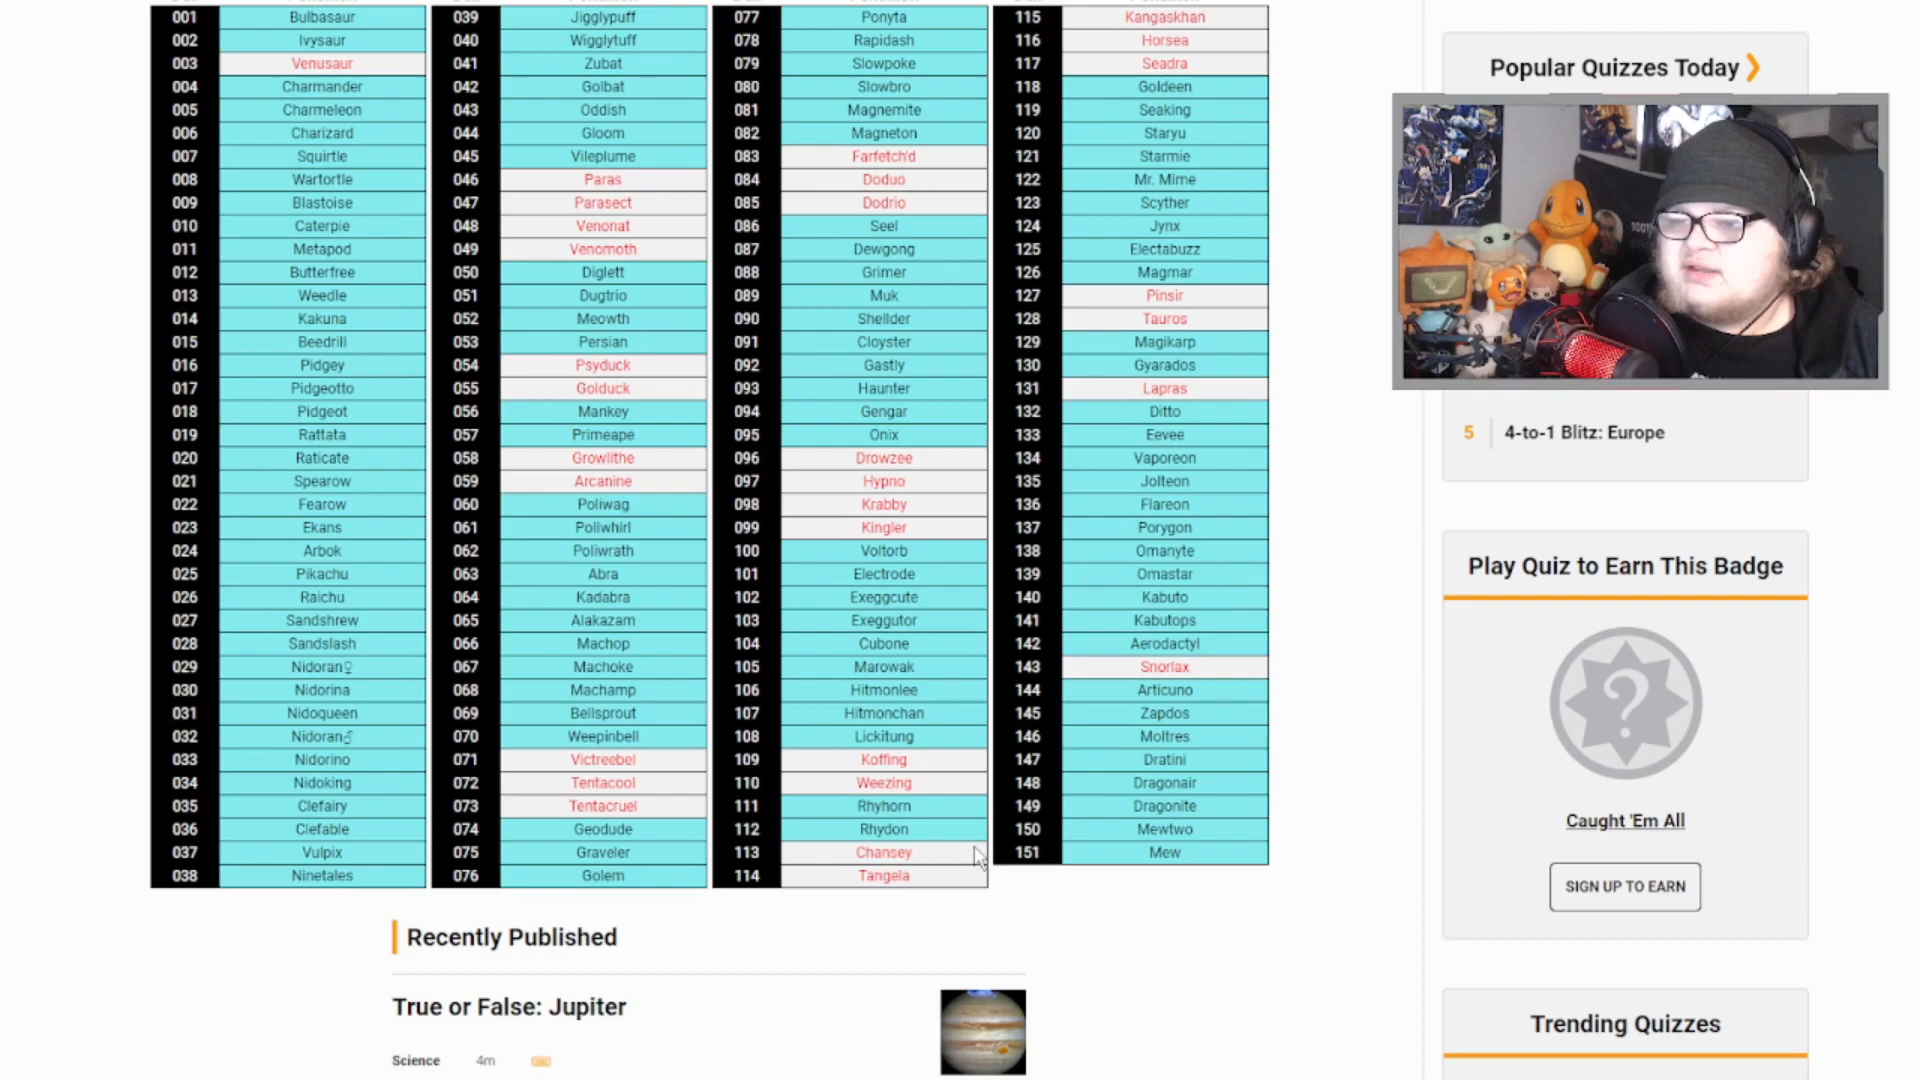 001 Bulbasaur
002 Ivysaur
003 Venusaur
004 Charmander
005 Charmeleon
006 Charizard
007 Squirtle
008 Wartortle
009 Blastoise
010 Caterpie
011 Metapod
012 Butterfree
013 Weedle
014 Kakuna
015 Beedrill
016 Pidgey
017 Pidgeotto
018 Pidgeot
019 Rattata
020 Raticate
021 Spearow
022 Fearow
023 Ekans
024 Arbok
025 Pikachu
026 Raichu
027 Sandshrew
028 Sandslash
029 Nidoran♀
030 Nidorina
031 Nidoqueen
032 Nidoran♂
033 Nidorino
034 Nidoking
035 Clefairy
036 Clefable
037 Vulpix
038 Ninetales
039 Jigglypuff
040 Wigglytuff
041 Zubat
042 Golbat
043 Oddish
044 Gloom
045 Vileplume
046 Paras
047 Parasect
048 Venonat
049 Venomoth
050 Diglett
051 Dugtrio
052 Meowth
053 Persian
054 Psyduck
055 Golduck
056 Mankey
057 Primeape
058 Growlithe
059 Arcanine
060 Poliwag
061 Poliwhirl
062 Poliwrath
063 Abra
064 Kadabra
065 Alakazam
066 Machop
067 Machoke
068 Machamp
069 Bellsprout
070 Weepinbell
071 Victreebel
072 Tentacool
073 Tentacruel
074 Geodude
075 Graveler
076 Golem
077 Ponyta
078 Rapidash
079 Slowpoke
080 Slowbro
081 Magnemite
082 Magneton
083 Farfetch'd
084 Doduo
085 Dodrio
086 Seel
087 Dewgong
088 Grimer
089 Muk
090 Shellder
091 Cloyster
092 Gastly
093 Haunter
094 Gengar
095 Onix
096 Drowzee
097 Hypno
098 Krabby
099 Kingler
100 Voltorb
101 Electrode
102 Exeggcute
103 Exeggutor
104 Cubone
105 Marowak
106 Hitmonlee
107 Hitmonchan
108 Lickitung
109 Koffing
110 Weezing
111 Rhyhorn
112 Rhydon
113 Chansey
114 Tangela
115 Kangaskhan
116 Horsea
117 Seadra
118 Goldeen
119 Seaking
120 Staryu
121 Starmie
122 Mr. Mime
123 Scyther
124 Jynx
125 Electabuzz
126 Magmar
127 Pinsir
128 Tauros
129 Magikarp
130 Gyarados
131 Lapras
132 Ditto
133 Eevee
134 Vaporeon
135 Jolteon
136 Flareon
137 Porygon
138 Omanyte
139 Omastar
140 Kabuto
141 Kabutops
142 Aerodactyl
143 Snorlax
144 Articuno
145 Zapdos
146 Moltres
147 Dratini
148 Dragonair
149 Dragonite
150 Mewtwo
151 Mew
Recently Published
True or False: Jupiter
Science 4m
Popular Quizzes Today
5 4-to-1 Blitz: Europe
Play Quiz to Earn This Badge
?
Caught 'Em All
SIGN UP TO EARN
Trending Quizzes